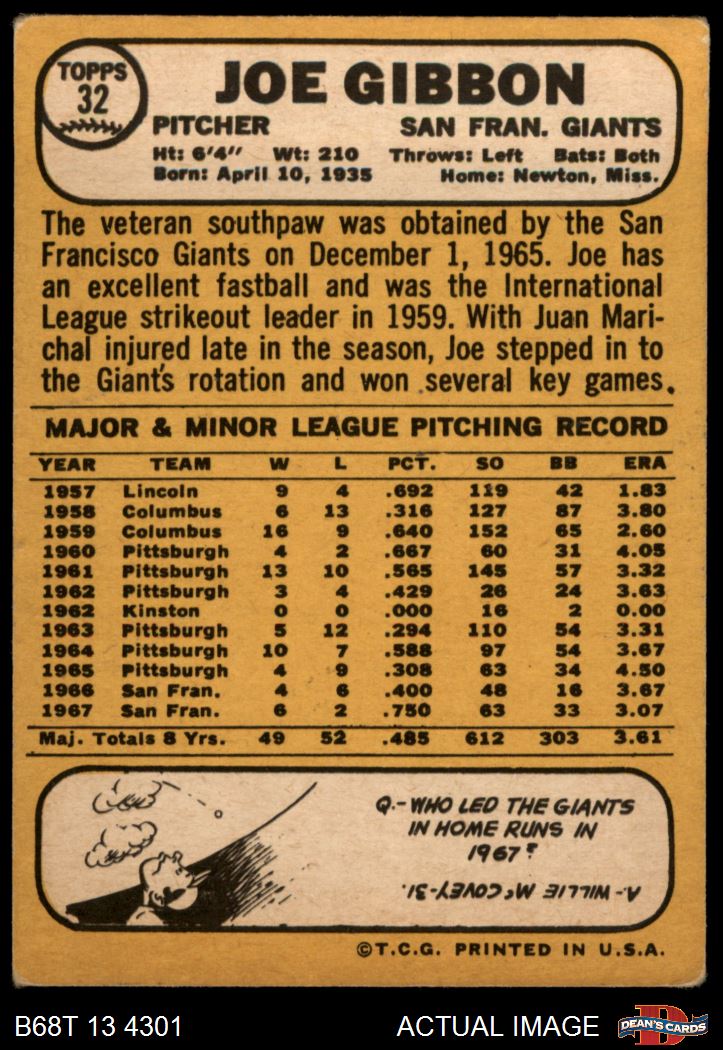 TOPPS
32
JOE GIBBON
PITCHER SAN FRAN. GIANTS
Ht: 6'4" Wt: 210 Throws: Left Bats: Both
Born: April 10, 1935 Home: Newton, Miss.
The veteran southpaw was obtained by the San
Francisco Giants on December 1, 1965. Joe has
an excellent fastball and was the International
League strikeout leader in 1959. With Juan Mari-
chal injured late in the season, Joe stepped in to
the Giant's rotation and won several key games.
MAJOR & MINOR LEAGUE PITCHING RECORD
YEAR TEAM W L PCT. SO BB ERA
1957 Lincoln 9 4 .692 119 42 1.83
1958 Columbus 6 13 .316 127 87 3.80
1959 Columbus 16 9 .640 152 65 2.60
1960 Pittsburgh 4 2 .667 60 31 4.05
1961 Pittsburgh 13 10 .565 145 57 3.32
1962 Pittsburgh 3 4 .429 26 24 3.63
1962 Kinston 0 0 .000 16 2 0.00
1963 Pittsburgh 5 12 .294 110 54 3.31
1964 Pittsburgh 10 7 .588 97 54 3.67
1965 Pittsburgh 4 9 .308 63 34 4.50
1966 San Fran. 4 6 .400 48 16 3.67
1967 San Fran. 6 2 .750 63 33 3.07
Maj. Totals 8 Yrs. 49 52 .485 612 303 3.61
Q.-WHO LED THE GIANTS
IN HOME RUNS IN
1967?
A.-WILLIE McCOVEY-31.
©T.C.G. PRINTED IN U.S.A.
B68T 13 4301 ACTUAL IMAGE D DEAN'S CARDS